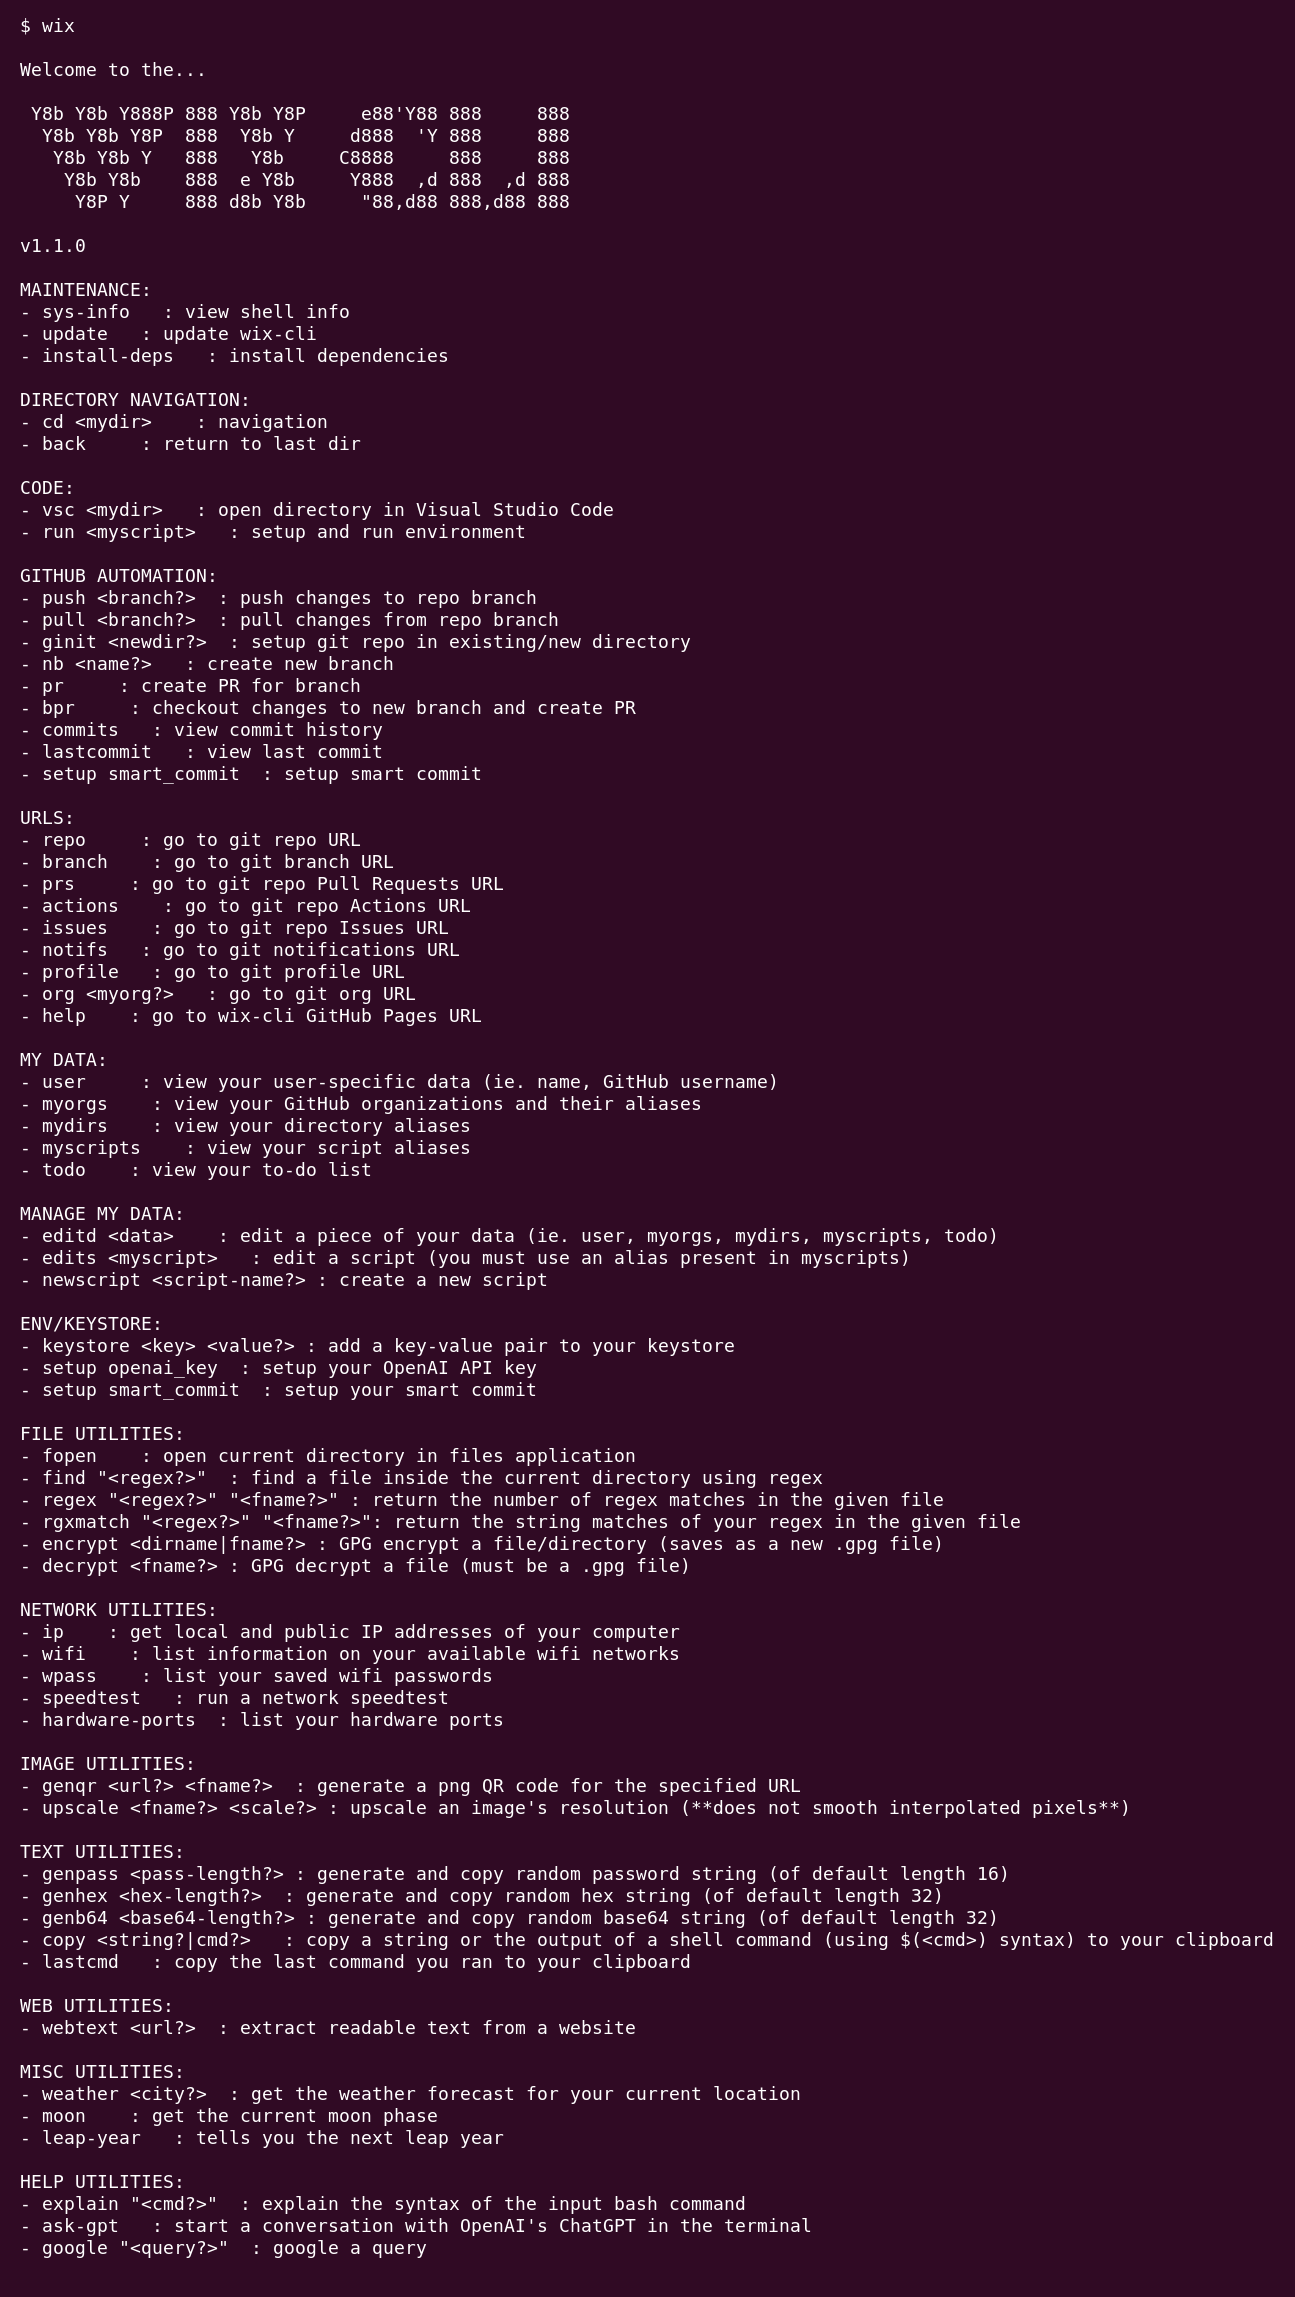 $ wix

Welcome to the...

 Y8b Y8b Y888P 888 Y8b Y8P     e88'Y88 888     888
  Y8b Y8b Y8P  888  Y8b Y     d888  'Y 888     888
   Y8b Y8b Y   888   Y8b     C8888     888     888
    Y8b Y8b    888  e Y8b     Y888  ,d 888  ,d 888
     Y8P Y     888 d8b Y8b     "88,d88 888,d88 888

v1.1.0

MAINTENANCE:
- sys-info   : view shell info
- update   : update wix-cli
- install-deps   : install dependencies

DIRECTORY NAVIGATION:
- cd <mydir>    : navigation
- back     : return to last dir

CODE:
- vsc <mydir>   : open directory in Visual Studio Code
- run <myscript>   : setup and run environment

GITHUB AUTOMATION:
- push <branch?>  : push changes to repo branch
- pull <branch?>  : pull changes from repo branch
- ginit <newdir?>  : setup git repo in existing/new directory
- nb <name?>   : create new branch
- pr     : create PR for branch
- bpr     : checkout changes to new branch and create PR
- commits   : view commit history
- lastcommit   : view last commit
- setup smart_commit  : setup smart commit

URLS:
- repo     : go to git repo URL
- branch    : go to git branch URL
- prs     : go to git repo Pull Requests URL
- actions    : go to git repo Actions URL
- issues    : go to git repo Issues URL
- notifs   : go to git notifications URL
- profile   : go to git profile URL
- org <myorg?>   : go to git org URL
- help    : go to wix-cli GitHub Pages URL

MY DATA:
- user     : view your user-specific data (ie. name, GitHub username)
- myorgs    : view your GitHub organizations and their aliases
- mydirs    : view your directory aliases
- myscripts    : view your script aliases
- todo    : view your to-do list

MANAGE MY DATA:
- editd <data>    : edit a piece of your data (ie. user, myorgs, mydirs, myscripts, todo)
- edits <myscript>   : edit a script (you must use an alias present in myscripts)
- newscript <script-name?> : create a new script

ENV/KEYSTORE:
- keystore <key> <value?> : add a key-value pair to your keystore
- setup openai_key  : setup your OpenAI API key
- setup smart_commit  : setup your smart commit

FILE UTILITIES:
- fopen    : open current directory in files application
- find "<regex?>"  : find a file inside the current directory using regex
- regex "<regex?>" "<fname?>" : return the number of regex matches in the given file
- rgxmatch "<regex?>" "<fname?>": return the string matches of your regex in the given file
- encrypt <dirname|fname?> : GPG encrypt a file/directory (saves as a new .gpg file)
- decrypt <fname?> : GPG decrypt a file (must be a .gpg file)

NETWORK UTILITIES:
- ip    : get local and public IP addresses of your computer
- wifi    : list information on your available wifi networks
- wpass    : list your saved wifi passwords
- speedtest   : run a network speedtest
- hardware-ports  : list your hardware ports

IMAGE UTILITIES:
- genqr <url?> <fname?>  : generate a png QR code for the specified URL
- upscale <fname?> <scale?> : upscale an image's resolution (**does not smooth interpolated pixels**)

TEXT UTILITIES:
- genpass <pass-length?> : generate and copy random password string (of default length 16)
- genhex <hex-length?>  : generate and copy random hex string (of default length 32)
- genb64 <base64-length?> : generate and copy random base64 string (of default length 32)
- copy <string?|cmd?>   : copy a string or the output of a shell command (using $(<cmd>) syntax) to your clipboard
- lastcmd   : copy the last command you ran to your clipboard

WEB UTILITIES:
- webtext <url?>  : extract readable text from a website

MISC UTILITIES:
- weather <city?>  : get the weather forecast for your current location
- moon    : get the current moon phase
- leap-year   : tells you the next leap year

HELP UTILITIES:
- explain "<cmd?>"  : explain the syntax of the input bash command
- ask-gpt   : start a conversation with OpenAI's ChatGPT in the terminal
- google "<query?>"  : google a query